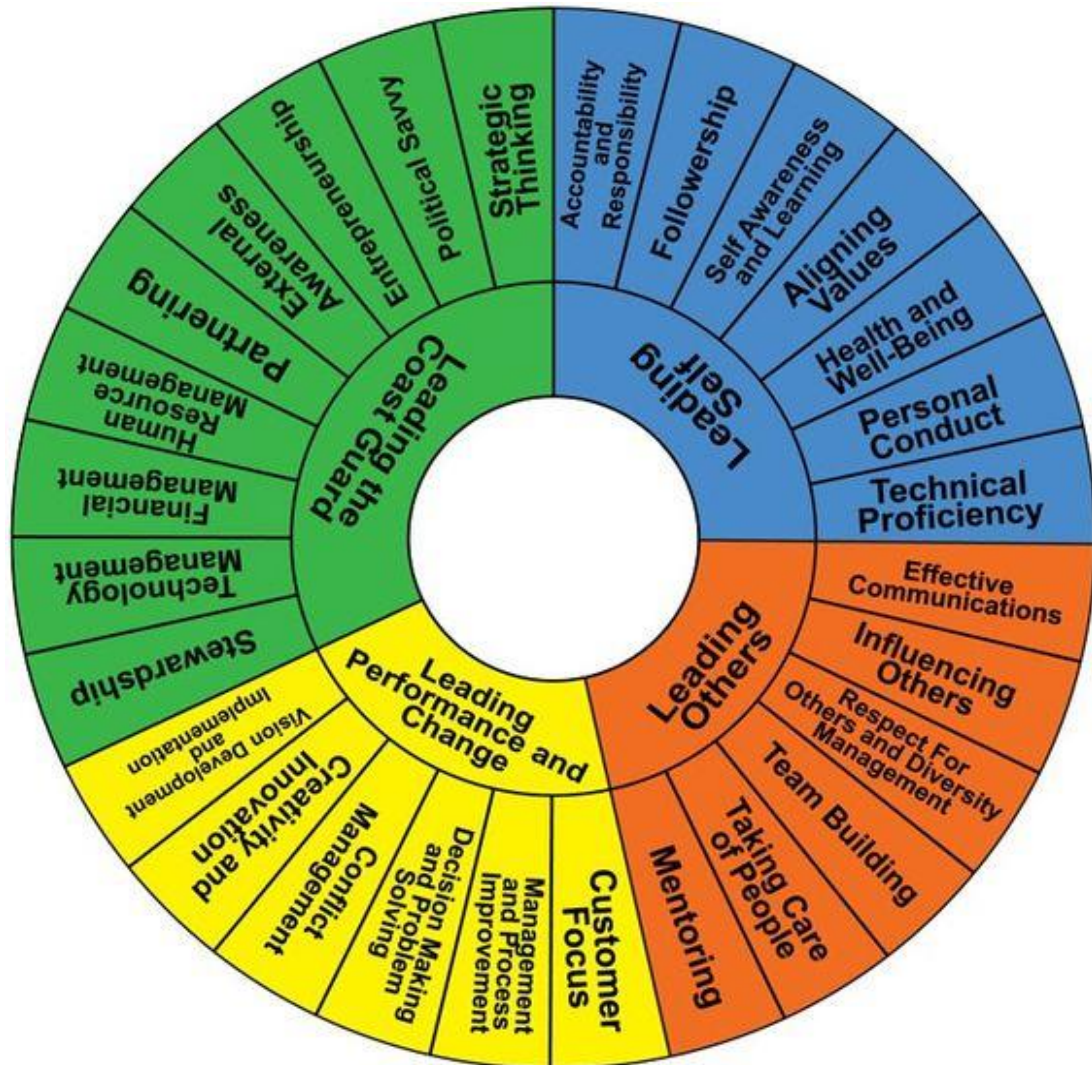 Leading
Self
Accountability
and
Responsibility
Followership
Self Awareness
and Learning
Aligning
Values
Health and
Well-Being
Personal
Conduct
Technical
Proficiency
Leading
Others
Effective
Communications
Influencing
Others
Respect For
Others and Diversity
Management
Team Building
Taking Care
of People
Mentoring
Leading
Performance and
Change
Customer
Focus
Management
and Process
Improvement
Decision Making
and Problem
Solving
Conflict
Management
Creativity and
Innovation
Vision Development
and
Implementation
Leading the
Coast Guard
Stewardship
Technology
Management
Financial
Management
Human
Resource
Management
Partnering
External
Awareness
Entrepreneurship
Political Savvy
Strategic
Thinking